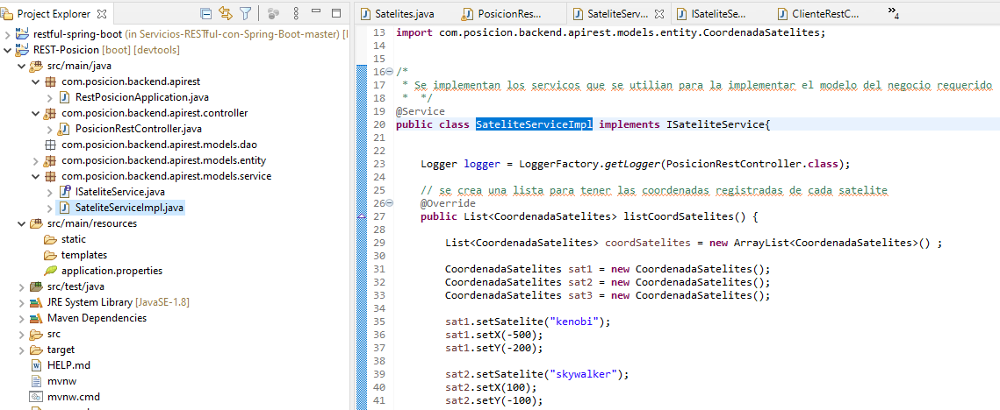 Project Explorer
restful-spring-boot (in Servicios-RESTful-con-Spring-Boot-master) [
REST-Posicion [boot] [devtools]
src/main/java
com.posicion.backend.apirest
RestPosicionApplication.java
com.posicion.backend.apirest.controller
PosicionRestController.java
com.posicion.backend.apirest.models.dao
com.posicion.backend.apirest.models.entity
com.posicion.backend.apirest.models.service
ISateliteService.java
SateliteServiceImpl.java
src/main/resources
static
templates
application.properties
src/test/java
JRE System Library [JavaSE-1.8]
Maven Dependencies
src
target
HELP.md
mvnw
mvnw.cmd
Satelites.java PosicionRes... SateliteServ... ISateliteSe... ClienteRestC... »4
13 import com.posicion.backend.apirest.models.entity.CoordenadaSatelites;
14
15
16 /*
17 * Se implementan los servicos que se utilian para la implementar el modelo del negocio requerido
18 * */
19 @Service
20 public class SateliteServiceImpl implements ISateliteService{
21
22
23 Logger logger = LoggerFactory.getLogger(PosicionRestController.class);
24
25 // se crea una lista para tener las coordenadas registradas de cada satelite
26 @Override
27 public List<CoordenadaSatelites> listCoordSatelites() {
28
29 List<CoordenadaSatelites> coordSatelites = new ArrayList<CoordenadaSatelites>() ;
30
31 CoordenadaSatelites sat1 = new CoordenadaSatelites();
32 CoordenadaSatelites sat2 = new CoordenadaSatelites();
33 CoordenadaSatelites sat3 = new CoordenadaSatelites();
34
35 sat1.setSatelite("kenobi");
36 sat1.setX(-500);
37 sat1.setY(-200);
38
39 sat2.setSatelite("skywalker");
40 sat2.setX(100);
41 sat2.setY(-100);